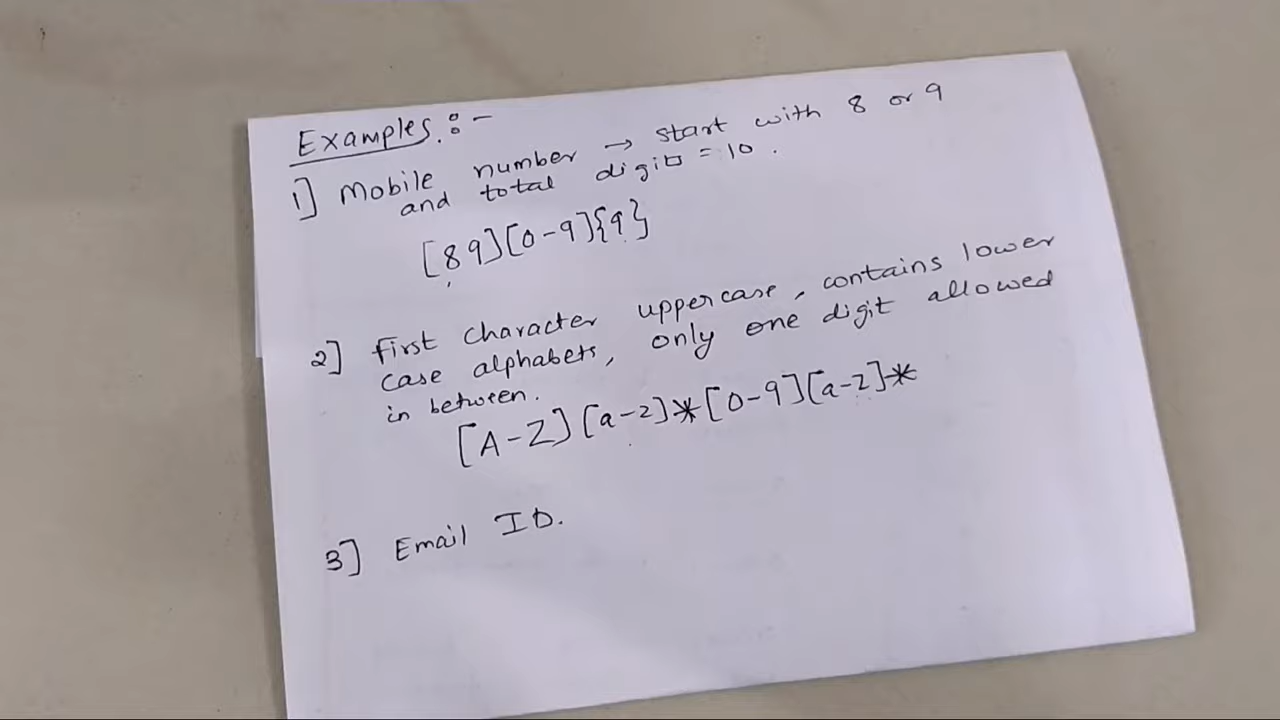 Examples :-
1] Mobile number → start with 8 or 9
and total digits = 10.
[89][0-9]{9}
2] first character uppercase, contains lower
case alphabets, only one digit allowed
in between.
[A-Z][a-z]*[0-9][a-z]*
3] Email ID.